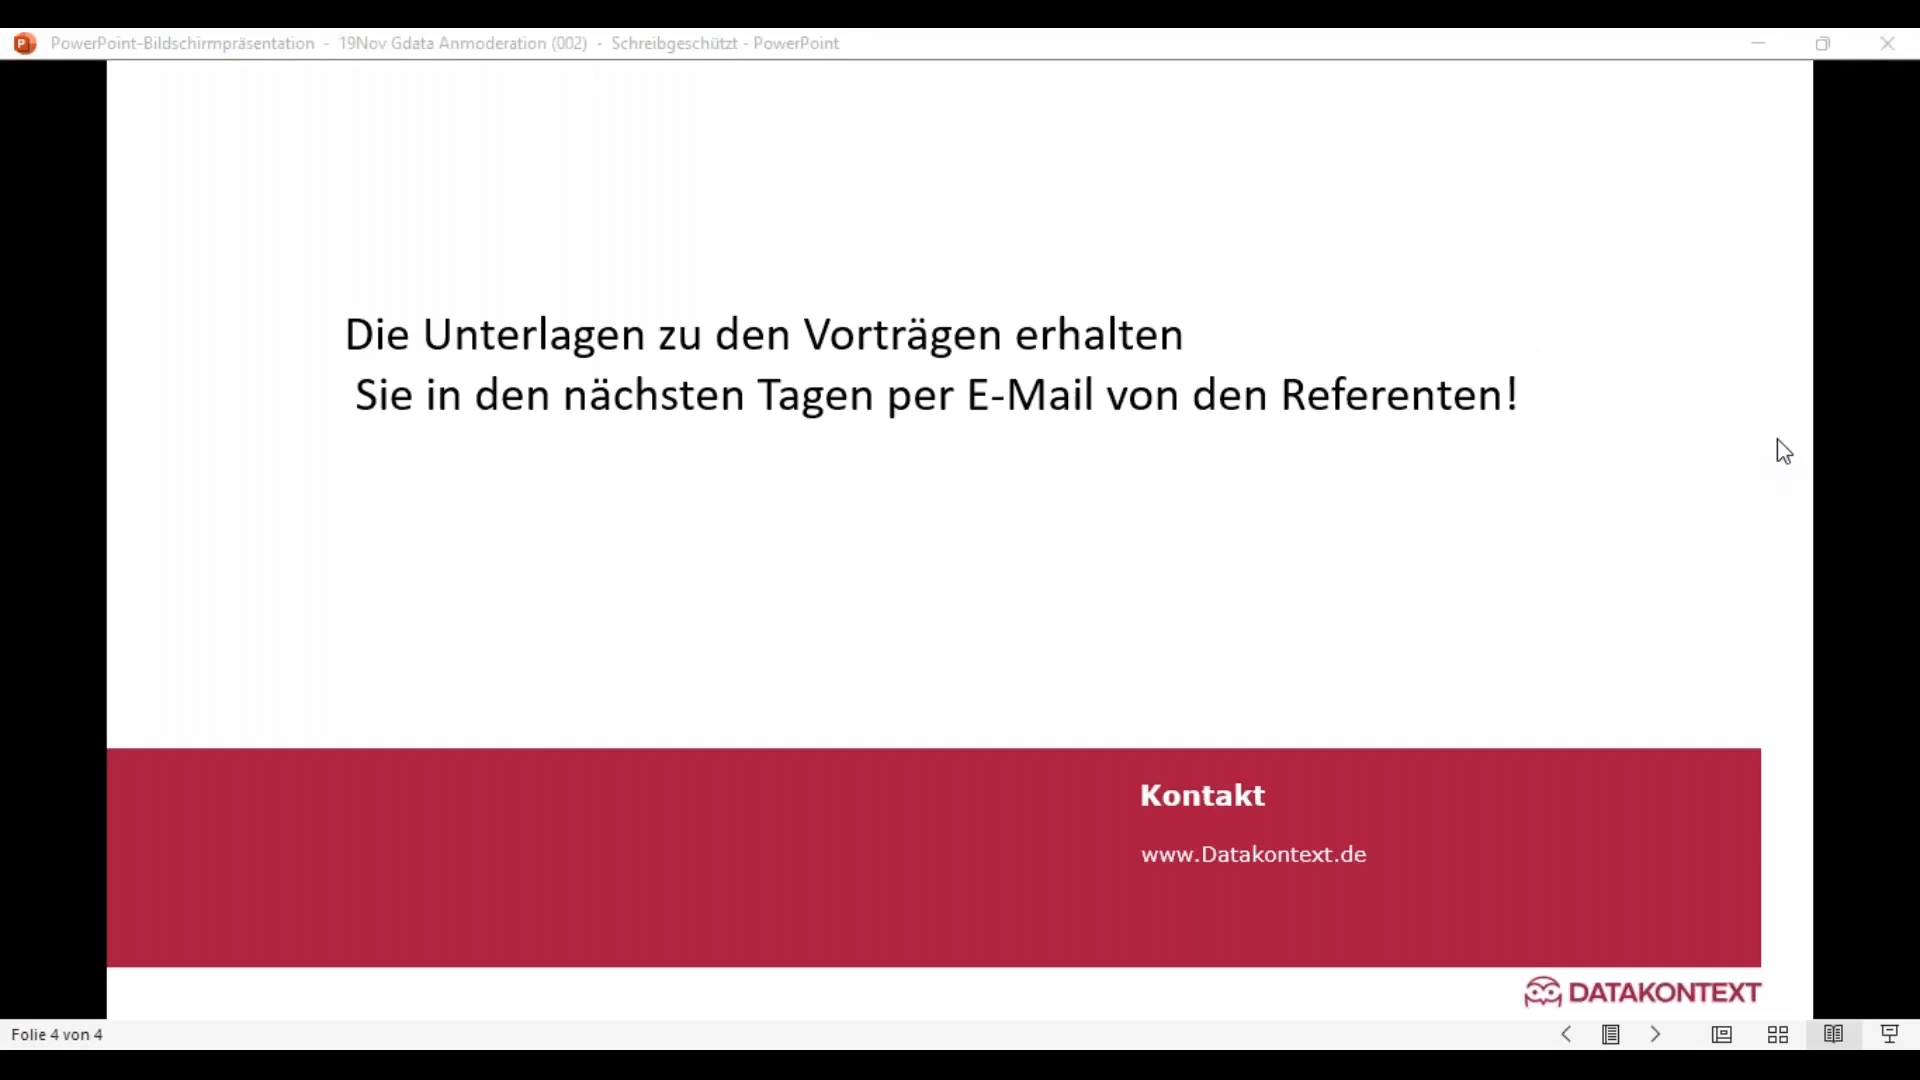 PowerPoint-Bildschirmpräsentation - 19Nov Gdata Anmoderation (002) - Schreibgeschützt - PowerPoint
Die Unterlagen zu den Vorträgen erhalten
Sie in den nächsten Tagen per E-Mail von den Referenten!
Kontakt
www.Datakontext.de
DATAKONTEXT
Folie 4 von 4